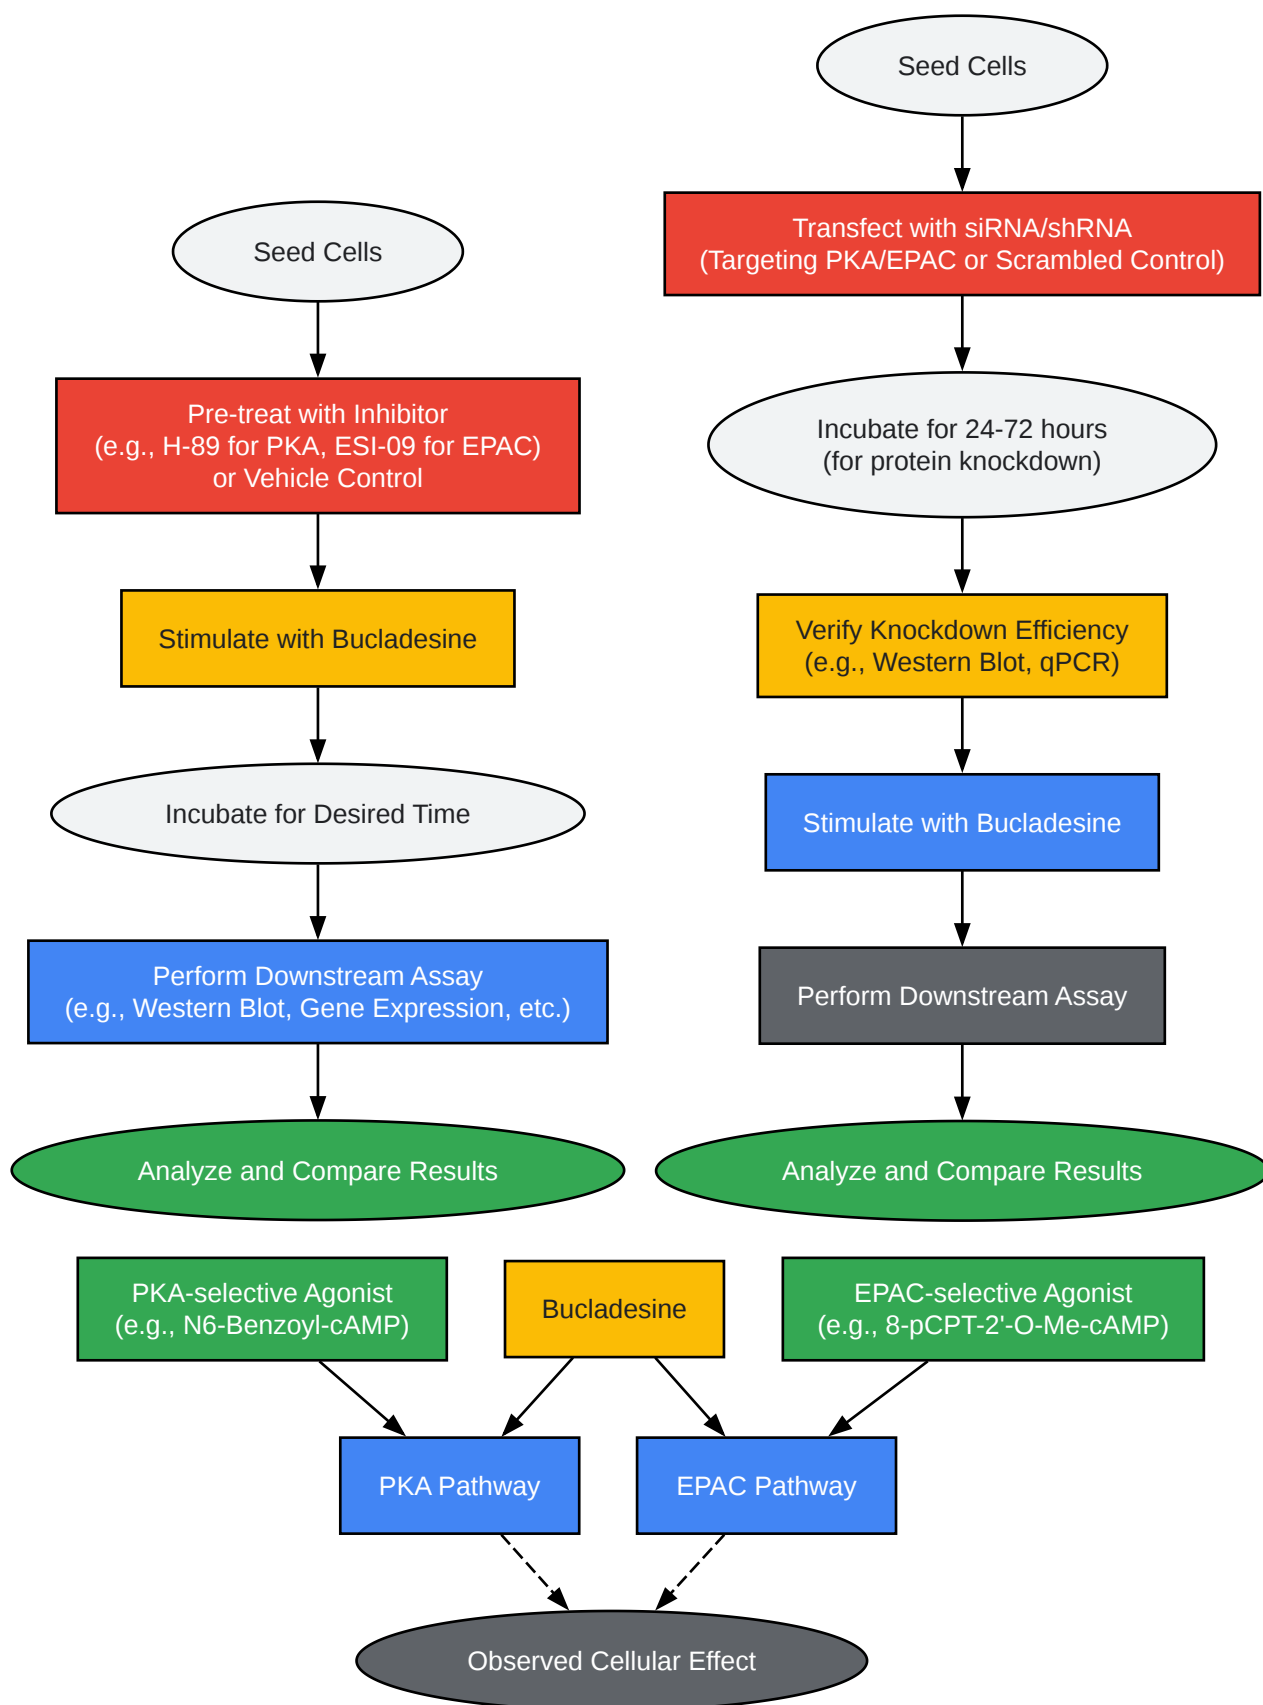 Seed Cells
Pre-treat with Inhibitor
(e.g., H-89 for PKA, ESI-09 for EPAC)
or Vehicle Control
Stimulate with Bucladesine
Incubate for Desired Time
Perform Downstream Assay
(e.g., Western Blot, Gene Expression, etc.)
Analyze and Compare Results
Seed Cells
Transfect with siRNA/shRNA
(Targeting PKA/EPAC or Scrambled Control)
Incubate for 24-72 hours
(for protein knockdown)
Verify Knockdown Efficiency
(e.g., Western Blot, qPCR)
Stimulate with Bucladesine
Perform Downstream Assay
Analyze and Compare Results
PKA-selective Agonist
(e.g., N6-Benzoyl-cAMP)
Bucladesine
EPAC-selective Agonist
(e.g., 8-pCPT-2'-O-Me-cAMP)
PKA Pathway
EPAC Pathway
Observed Cellular Effect